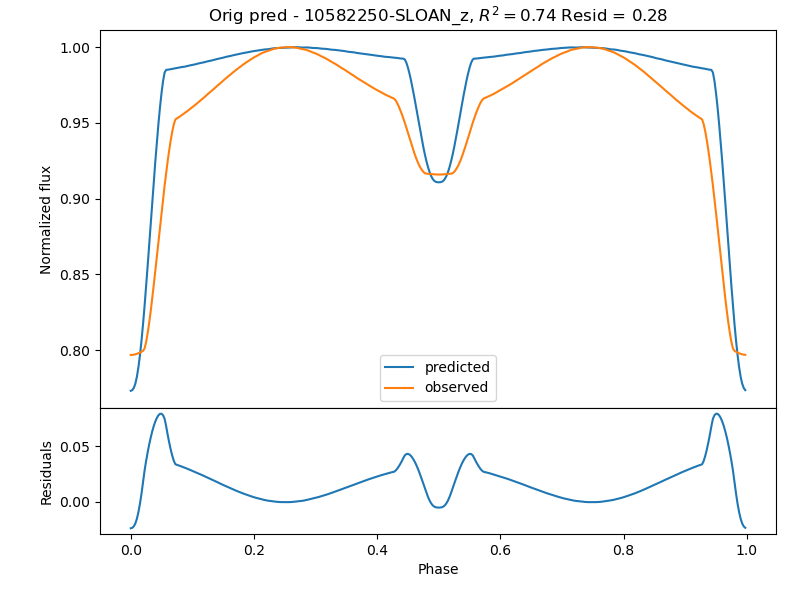 Orig pred - 10582250-SLOAN_z, R² = 0.74 Resid = 0.28
1.00
0.95
0.90
0.85
0.80
Normalized flux
predicted
observed
0.05
0.00
Residuals
0.0 0.2 0.4 0.6 0.8 1.0
Phase